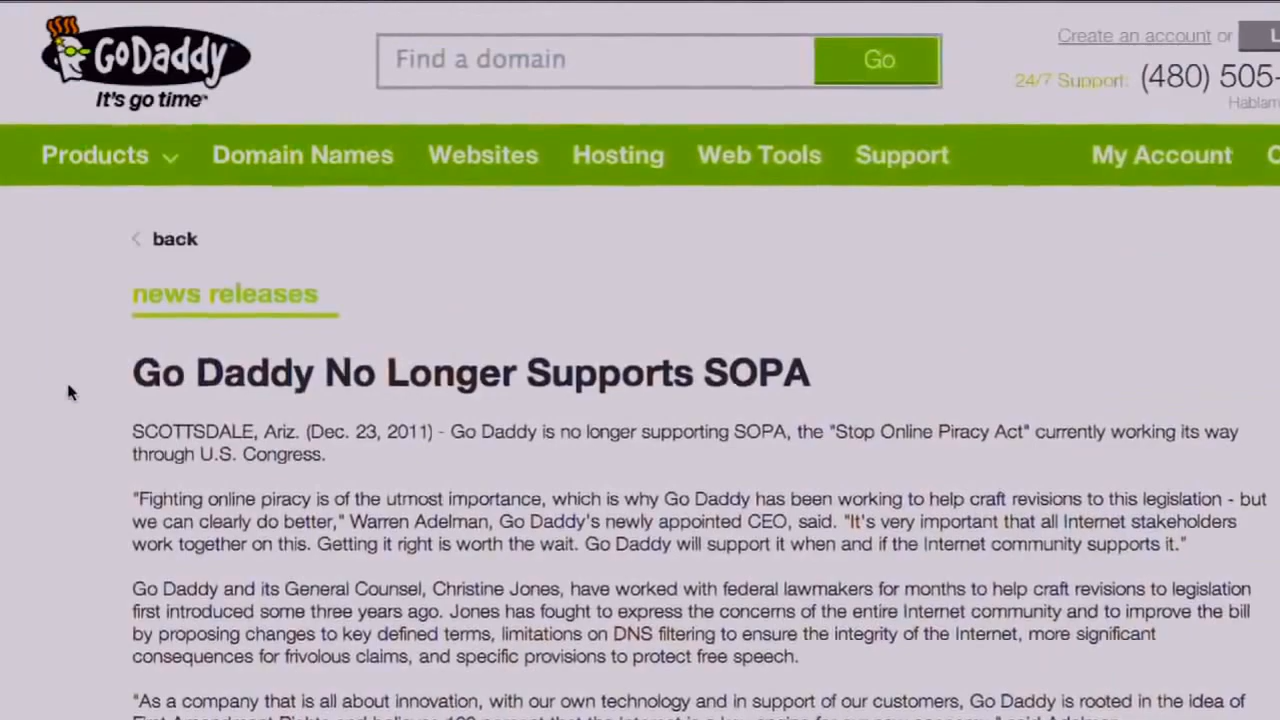 GoDaddy™
It's go time™
Find a domain
Go
Create an account or
24/7 Support: (480) 505-
Products
Domain Names
Websites
Hosting
Web Tools
Support
My Account
back
news releases
Go Daddy No Longer Supports SOPA
SCOTTSDALE, Ariz. (Dec. 23, 2011) - Go Daddy is no longer supporting SOPA, the "Stop Online Piracy Act" currently working its way
through U.S. Congress.
"Fighting online piracy is of the utmost importance, which is why Go Daddy has been working to help craft revisions to this legislation - but
we can clearly do better," Warren Adelman, Go Daddy's newly appointed CEO, said. "It's very important that all Internet stakeholders
work together on this. Getting it right is worth the wait. Go Daddy will support it when and if the Internet community supports it."
Go Daddy and its General Counsel, Christine Jones, have worked with federal lawmakers for months to help craft revisions to legislation
first introduced some three years ago. Jones has fought to express the concerns of the entire Internet community and to improve the bill
by proposing changes to key defined terms, limitations on DNS filtering to ensure the integrity of the Internet, more significant
consequences for frivolous claims, and specific provisions to protect free speech.
"As a company that is all about innovation, with our own technology and in support of our customers, Go Daddy is rooted in the idea of